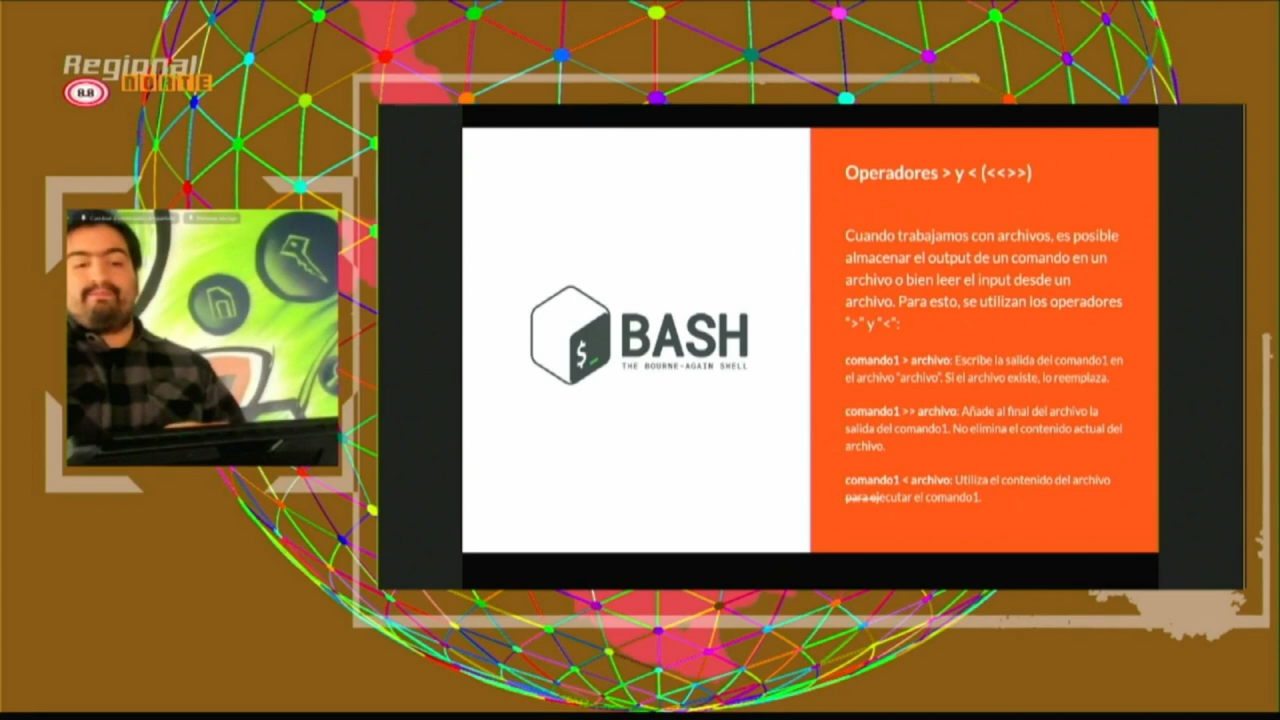 Regional
NORTE
8.8
Operadores > y < (<<>>)
Cuando trabajamos con archivos, es posible
almacenar el output de un comando en un
archivo o bien leer el input desde un
archivo. Para esto, se utilizan los operadores
“>” y “<”:
comando1 > archivo: Escribe la salida del comando1 en
el archivo “archivo”. Si el archivo existe, lo reemplaza.
comando1 >> archivo: Añade al final del archivo la
salida del comando1. No elimina el contenido actual del
archivo.
comando1 < archivo: Utiliza el contenido del archivo
para ejecutar el comando1.
$_
BASH
THE BOURNE-AGAIN SHELL